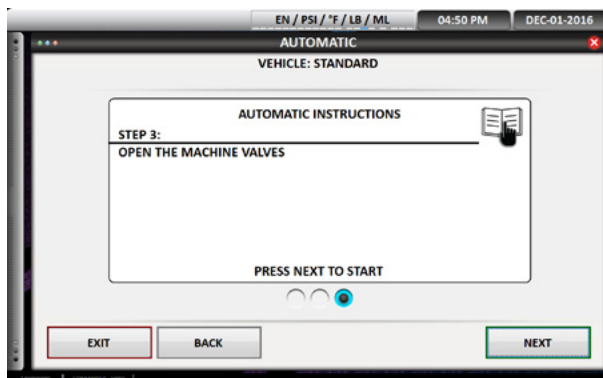 EN / PSI / °F / LB / ML 04:50 PM DEC-01-2016
AUTOMATIC
VEHICLE: STANDARD
AUTOMATIC INSTRUCTIONS
STEP 3:
OPEN THE MACHINE VALVES
PRESS NEXT TO START
EXIT BACK NEXT